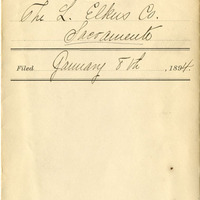 The L. Elkus Co.
Sacramento
Filed January 8th, 1894.